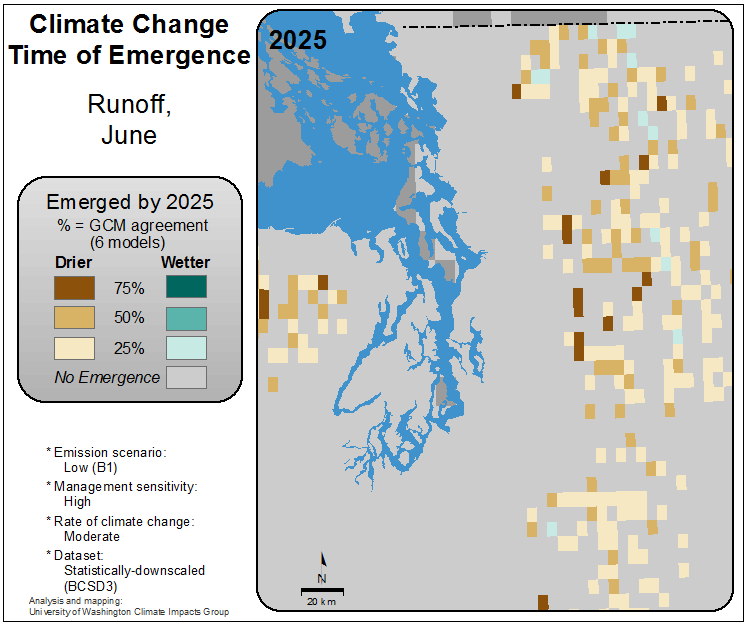 Climate Change
Time of Emergence
Runoff,
June
Emerged by 2025
% = GCM agreement
(6 models)
Drier Wetter
75%
50%
25%
No Emergence
* Emission scenario:
Low (B1)
* Management sensitivity:
High
* Rate of climate change:
Moderate
* Dataset:
Statistically-downscaled
(BCSD3)
Analysis and mapping:
University of Washington Climate Impacts Group
2025
N
20 km